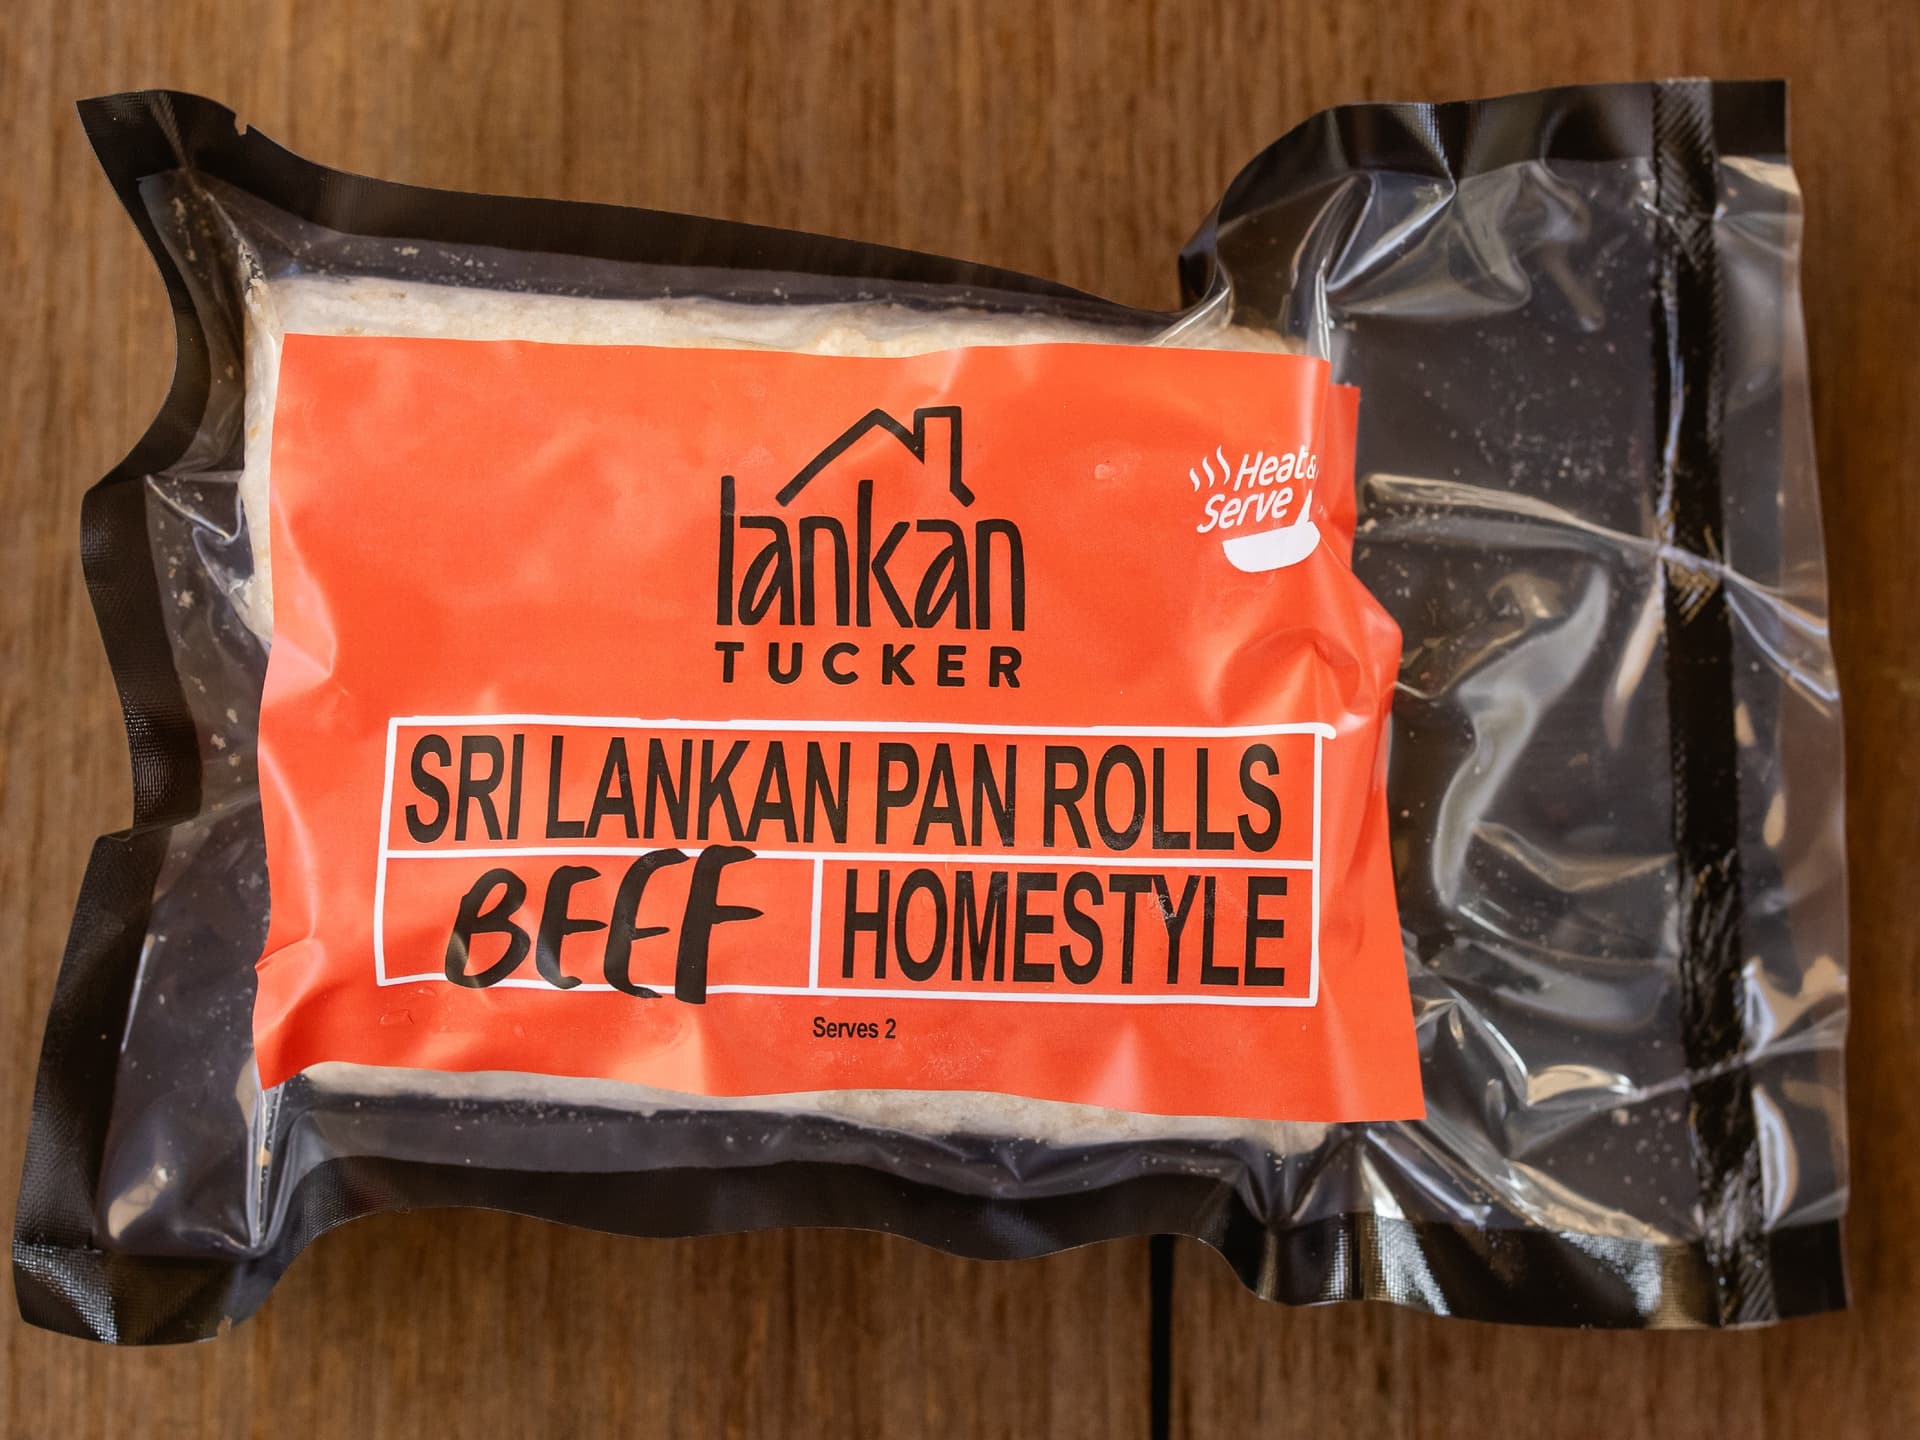 lankan
TUCKER
Heat &
Serve
SRI LANKAN PAN ROLLS
BEEF
HOMESTYLE
Serves 2